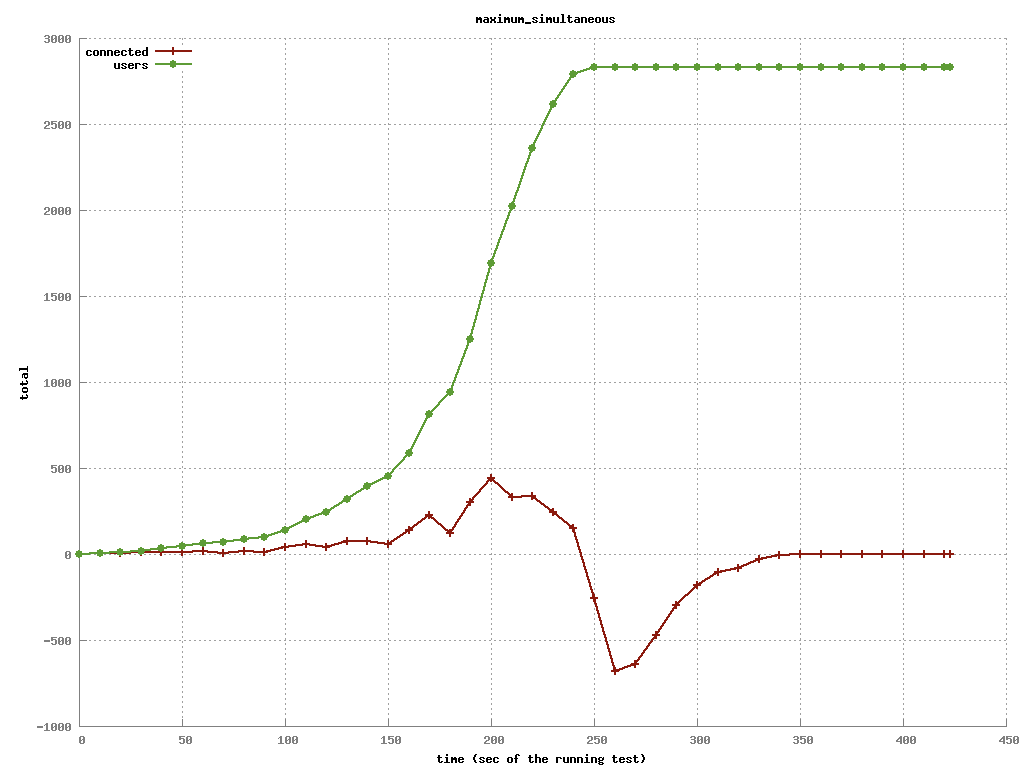 maximum_simultaneous
connected
users
3000
2500
2000
1500
1000
500
0
-500
-1000
total
0 50 100 150 200 250 300 350 400 450
time (sec of the running test)